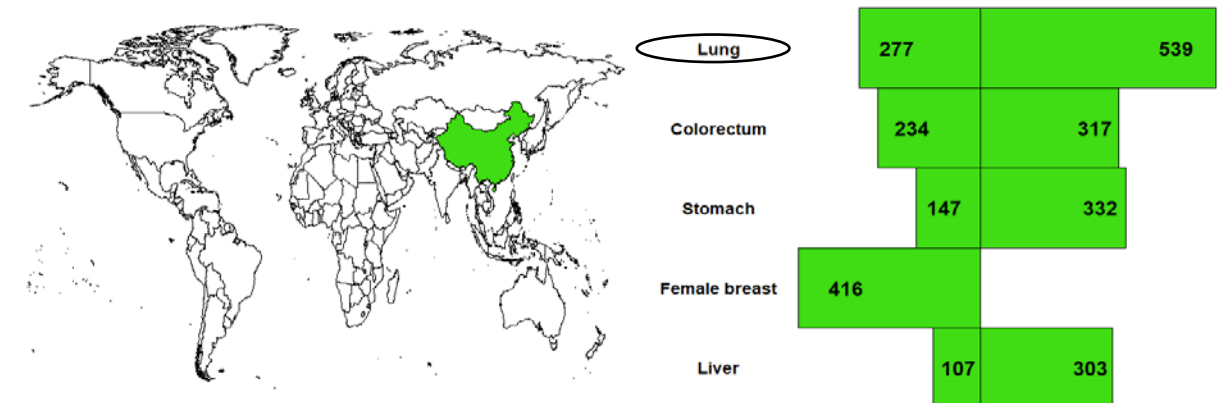 Lung 277 539
Colorectum 234 317
Stomach 147 332
Female breast 416
Liver 107 303